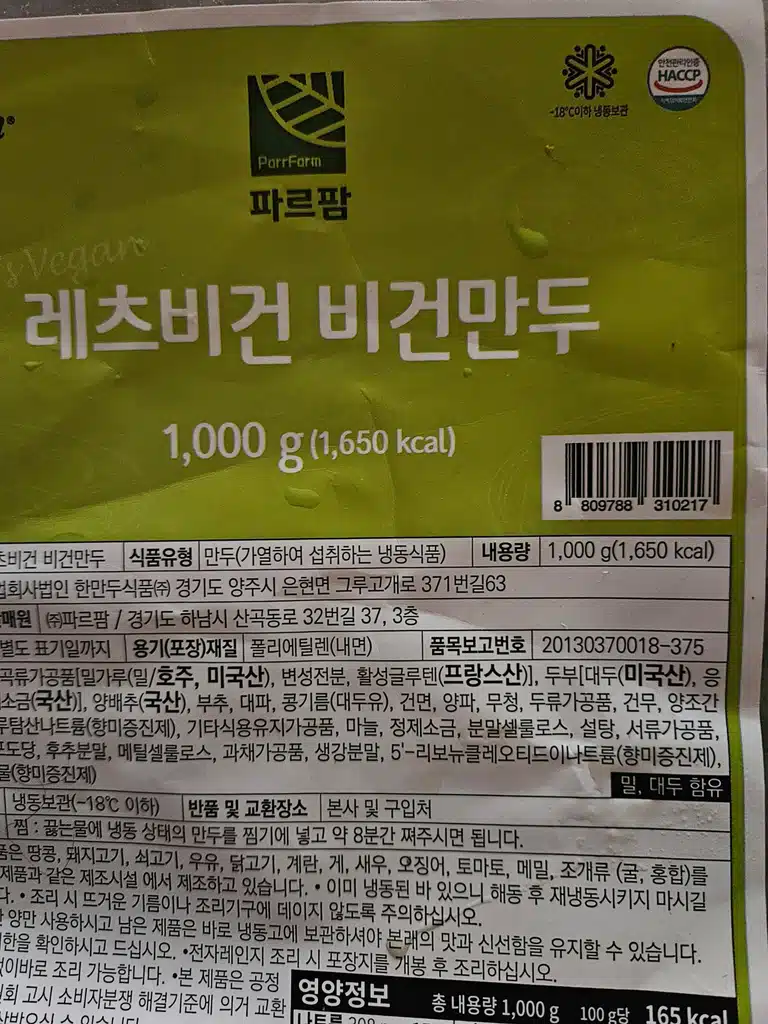 -18℃이하 냉동보관
안전관리인증
HACCP
ParrFarm
파르팜
's Vegan
레츠비건 비건만두
1,000 g (1,650 kcal)
8 809788 310217
츠비건 비건만두 식품유형 만두(가열하여 섭취하는 냉동식품) 내용량 1,000 g(1,650 kcal)
업회사법인 한만두식품㈜ 경기도 양주시 은현면 그루고개로 371번길63
매원 ㈜파르팜 / 경기도 하남시 산곡동로 32번길 37, 3층
별도 표기일까지 용기(포장)재질 폴리에틸렌(내면) 품목보고번호 20130370018-375
곡류가공품[밀가루(밀/호주, 미국산), 변성전분, 활성글루텐(프랑스산)], 두부[대두(미국산), 응
소금(국산)], 양배추(국산), 부추, 대파, 콩기름(대두유), 건면, 양파, 무청, 두류가공품, 건무, 양조간
루탐산나트륨(향미증진제), 기타식용유지가공품, 마늘, 정제소금, 분말셀룰로스, 설탕, 서류가공품,
포도당, 후추분말, 메틸셀룰로스, 과채가공품, 생강분말, 5'-리보뉴클레오티드이나트륨(향미증진제),
물(향미증진제)
밀, 대두 함유
냉동보관(-18℃ 이하) 반품 및 교환장소 본사 및 구입처
찜 : 끓는물에 냉동 상태의 만두를 찜기에 넣고 약 8분간 쪄주시면 됩니다.
품은 땅콩, 돼지고기, 쇠고기, 우유, 닭고기, 계란, 게, 새우, 오징어, 토마토, 메밀, 조개류 (굴, 홍합)를
제품과 같은 제조시설 에서 제조하고 있습니다. • 이미 냉동된 바 있으니 해동 후 재냉동시키지 마시길
다. • 조리 시 뜨거운 기름이나 조리기구에 데이지 않도록 주의하십시오.
양만 사용하시고 남은 제품은 바로 냉동고에 보관하셔야 본래의 맛과 신선함을 유지할 수 있습니다.
한을 확인하시고 드십시오. •전자레인지 조리 시 포장지를 개봉 후 조리하십시오.
없이바로 조리 가능합니다. •본 제품은 공정
원회 고시 소비자분쟁 해결기준에 의거 교환
영양정보 총 내용량 1,000 g 100 g당 165 kcal